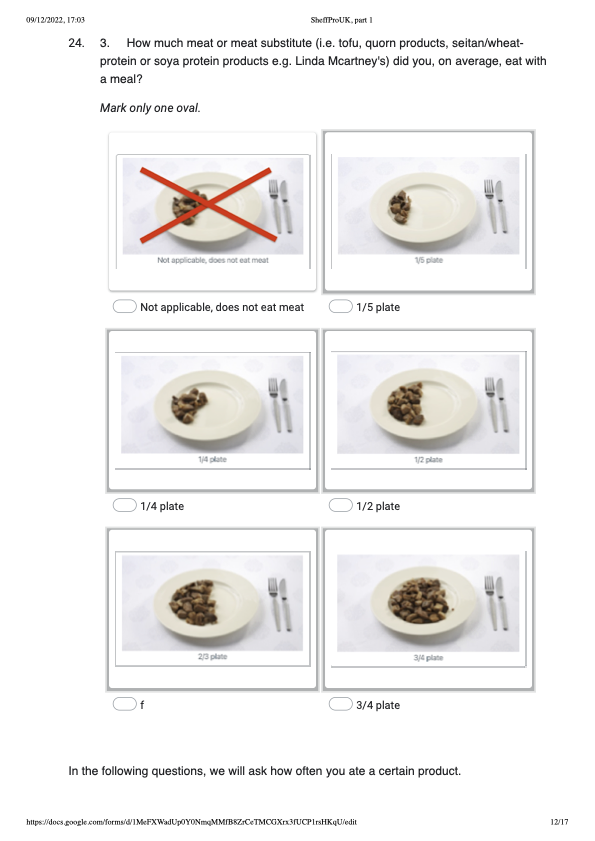 09/12/2022, 17:03
SheffProUK, part 1
24. 3. How much meat or meat substitute (i.e. tofu, quorn products, seitan/wheat-
protein or soya protein products e.g. Linda Mcartney's) did you, on average, eat with
a meal?
Mark only one oval.
Not applicable, does not eat meat
1/5 plate
Not applicable, does not eat meat
1/5 plate
1/4 plate
1/2 plate
1/4 plate
1/2 plate
2/3 plate
3/4 plate
f
3/4 plate
In the following questions, we will ask how often you ate a certain product.
https://docs.google.com/forms/d/1MeFXWadUp0Y0NmqMMfB8ZrCeTMCGXrx3fUCP1rsHKqU/edit
12/17